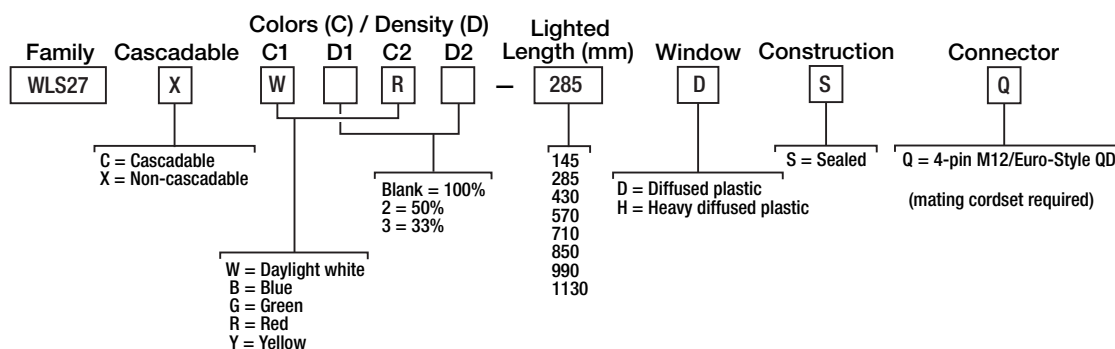 Colors (C) / Density (D)
Family Cascadable C1 D1 C2 D2 Lighted Length (mm) Window Construction Connector
WLS27 X W R – 285 D S Q
C = Cascadable
X = Non-cascadable
Blank = 100%
2 = 50%
3 = 33%
W = Daylight white
B = Blue
G = Green
R = Red
Y = Yellow
145
285
430
570
710
850
990
1130
D = Diffused plastic
H = Heavy diffused plastic
S = Sealed
Q = 4-pin M12/Euro-Style QD
(mating cordset required)